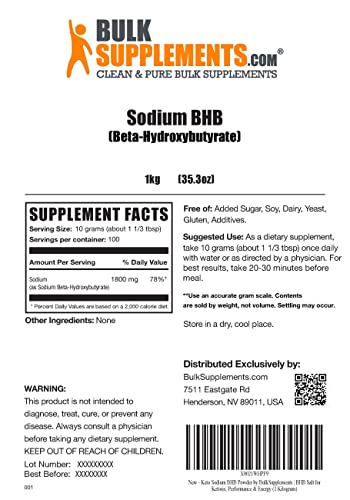 BULK
SUPPLEMENTS.COM®
CLEAN & PURE BULK SUPPLEMENTS
Sodium BHB
(Beta-Hydroxybutyrate)
1kg (35.3oz)
SUPPLEMENT FACTS
Serving Size: 10 grams (about 1 1/3 tbsp)
Servings per container: 100
Amount Per Serving % Daily Value
Sodium 1800 mg 78%*
(as Sodium Beta-Hydroxybutyrate)
* Percent Daily Values are based on a 2,000 calorie diet.
Other Ingredients: None
Free of: Added Sugar, Soy, Dairy, Yeast,
Gluten, Additives.
Suggested Use: As a dietary supplement,
take 10 grams (about 1 1/3 tbsp) once daily
with water or as directed by a physician. For
best results, take 20-30 minutes before
meal.
**Use an accurate gram scale. Contents
are sold by weight, not volume. Settling may occur.
Store in a dry, cool place.
WARNING:
This product is not intended to
diagnose, treat, cure, or prevent any
disease. Always consult a physician
before taking any dietary supplement.
KEEP OUT OF REACH OF CHILDREN.
Lot Number: XXXXXXXXX
Best Before: XXXXXXXX
001
Distributed Exclusively by:
BulkSupplements.com
7511 Eastgate Rd
Henderson, NV 89011, USA
New - Keto Sodium BHB Powder by BulkSupplements | BHB Salt for
Ketosis, Performance & Energy (1 Kilogram)